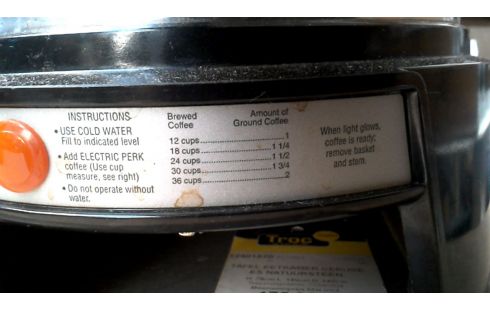 INSTRUCTIONS
• USE COLD WATER
Fill to indicated level
• Add ELECTRIC PERK
coffee (Use cup
measure, see right)
• Do not operate without
water.
Brewed Coffee
Amount of Ground Coffee
12 cups 1
18 cups 1 1/4
24 cups 1 1/2
30 cups 1 3/4
36 cups 2
When light glows,
coffee is ready;
remove basket
and stem.
Troc